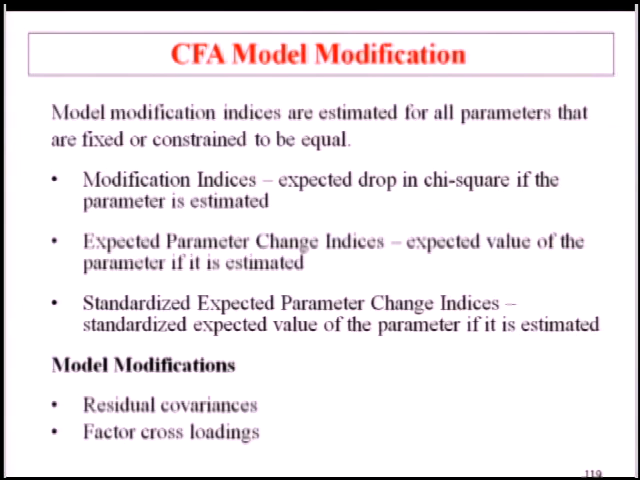 CFA Model Modification
Model modification indices are estimated for all parameters that
are fixed or constrained to be equal.
• Modification Indices – expected drop in chi-square if the
parameter is estimated
• Expected Parameter Change Indices – expected value of the
parameter if it is estimated
• Standardized Expected Parameter Change Indices –
standardized expected value of the parameter if it is estimated
Model Modifications
• Residual covariances
• Factor cross loadings
119